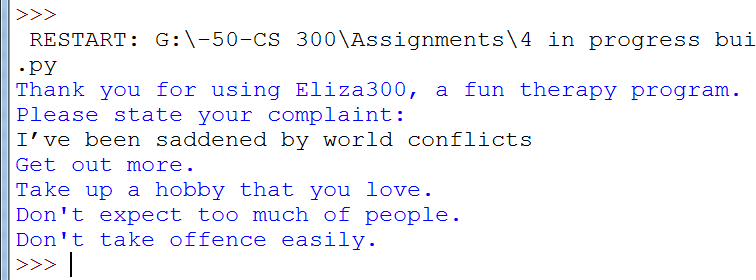 >>>
 RESTART: G:\-50-CS 300\Assignments\4 in progress bui
.py
Thank you for using Eliza300, a fun therapy program.
Please state your complaint:
I’ve been saddened by world conflicts
Get out more.
Take up a hobby that you love.
Don't expect too much of people.
Don't take offence easily.
>>>